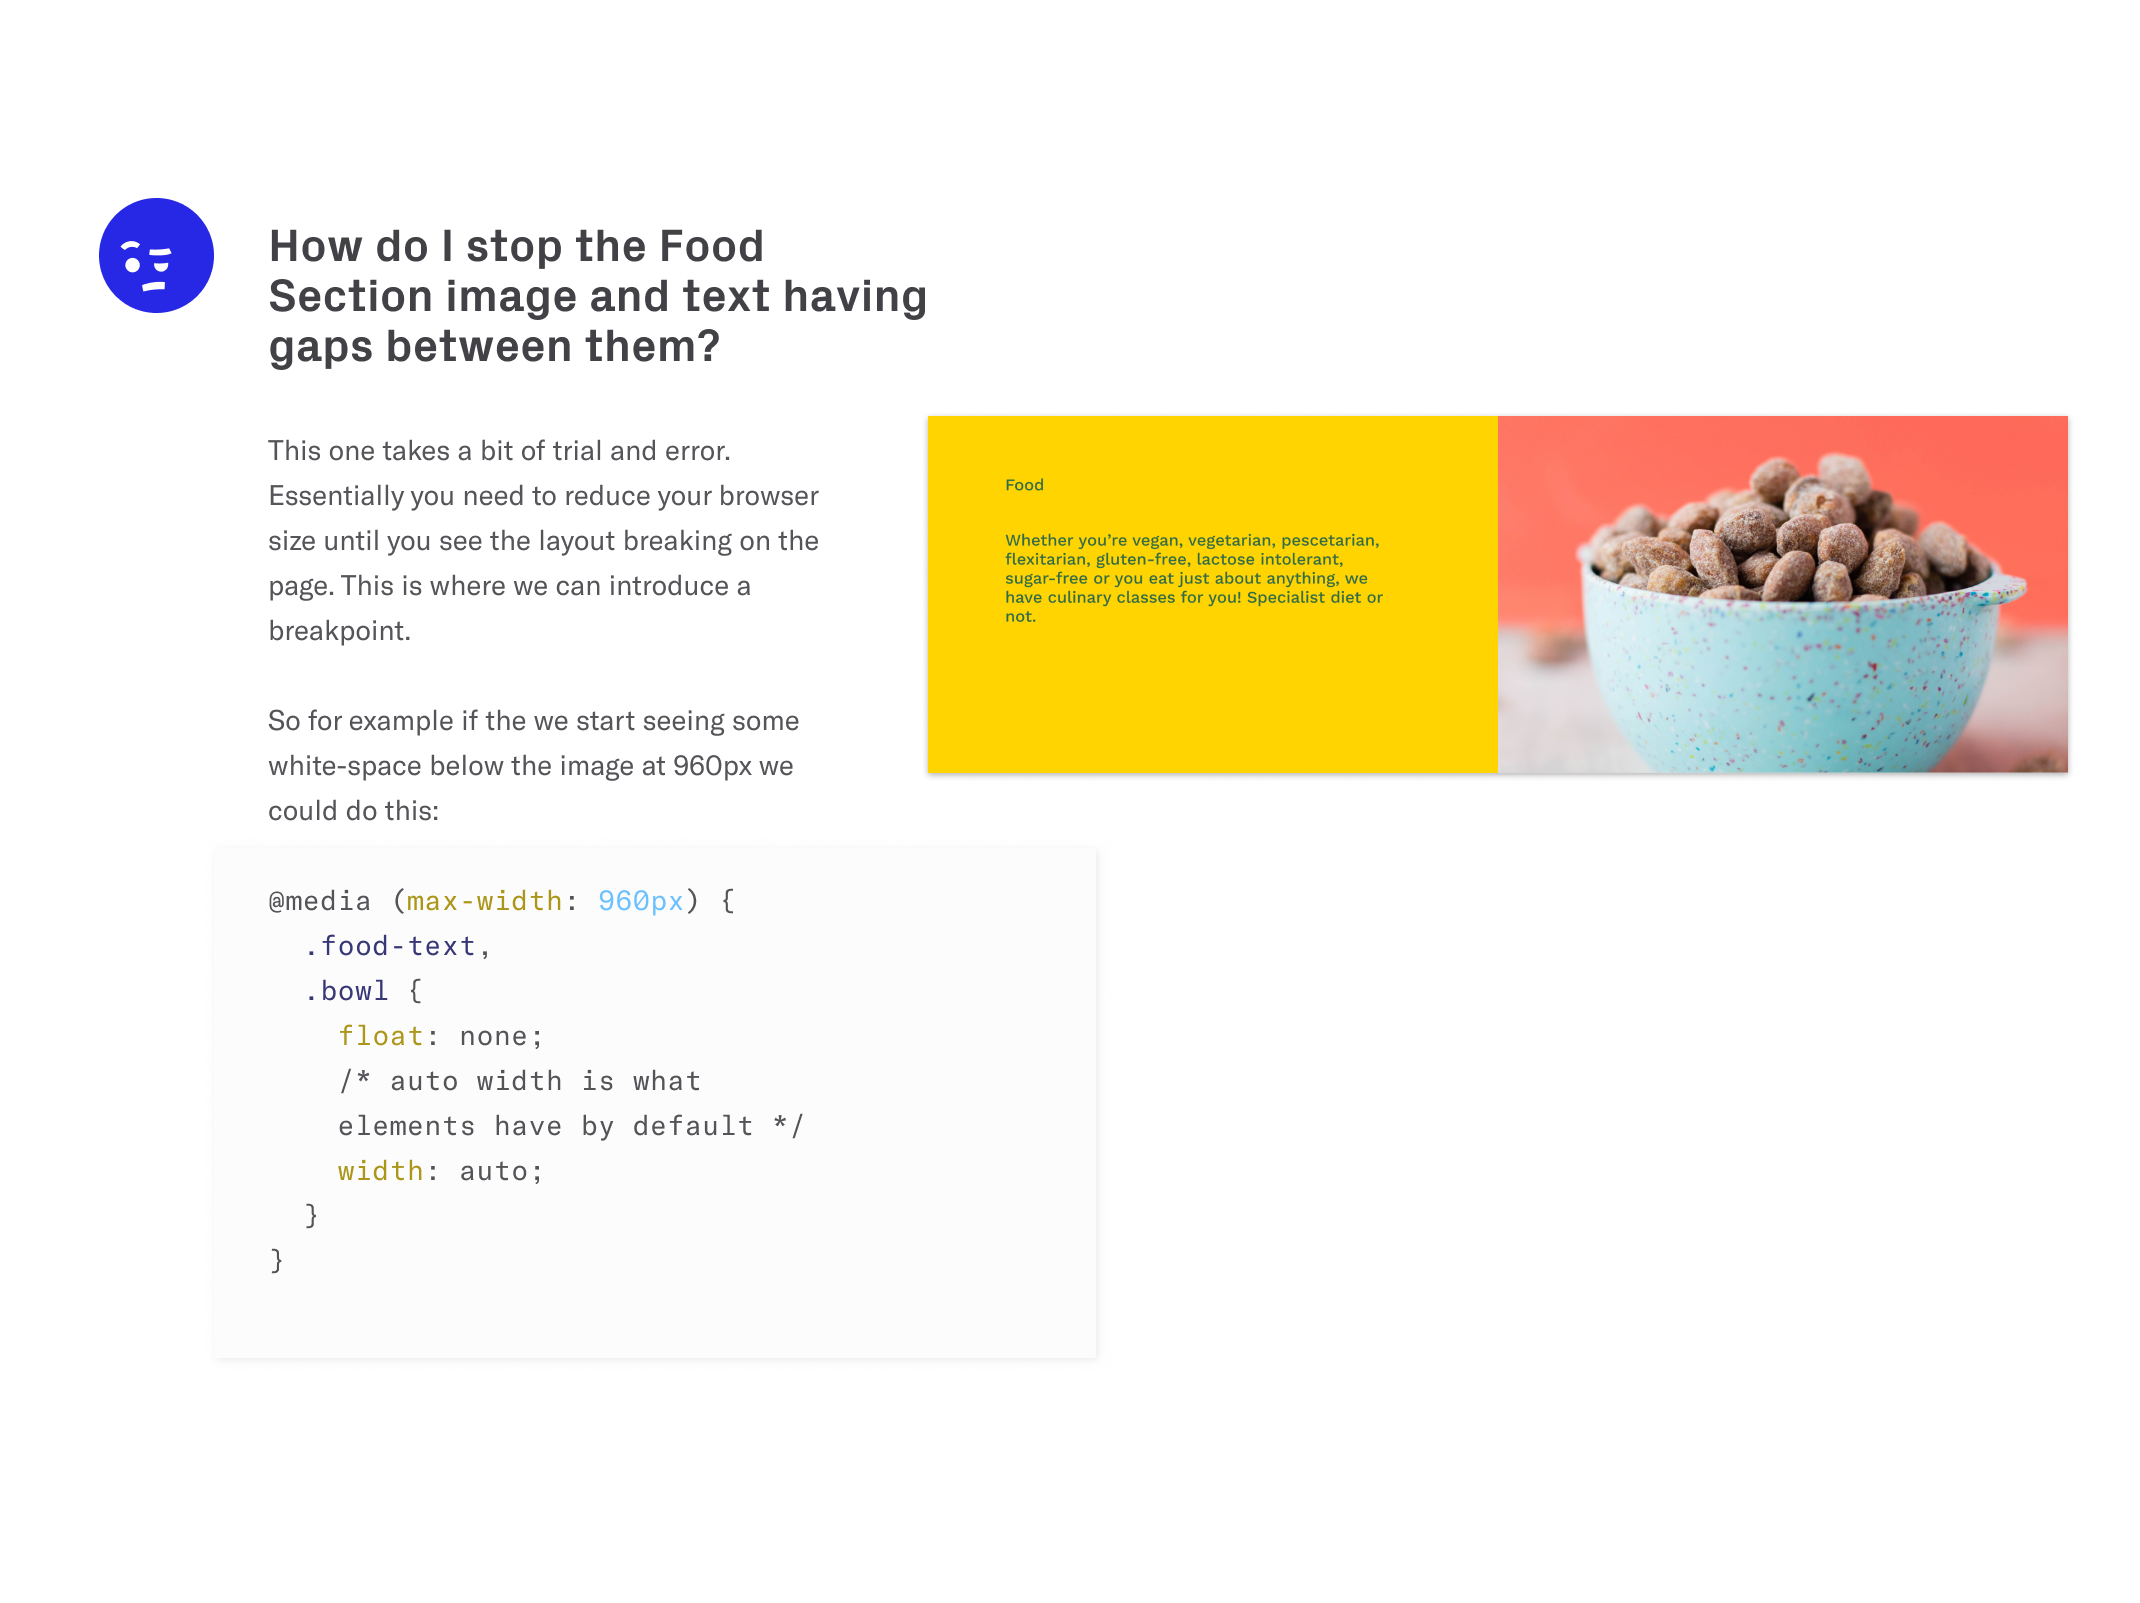 How do I stop the Food
Section image and text having
gaps between them?
This one takes a bit of trial and error.
Essentially you need to reduce your browser
size until you see the layout breaking on the
page. This is where we can introduce a
breakpoint.
So for example if the we start seeing some
white-space below the image at 960px we
could do this:
@media (max-width: 960px) {
.food-text,
.bowl {
float: none;
/* auto width is what
elements have by default */
width: auto;
}
}
Food
Whether you’re vegan, vegetarian, pescetarian,
flexitarian, gluten-free, lactose intolerant,
sugar-free or you eat just about anything, we
have culinary classes for you! Specialist diet or
not.